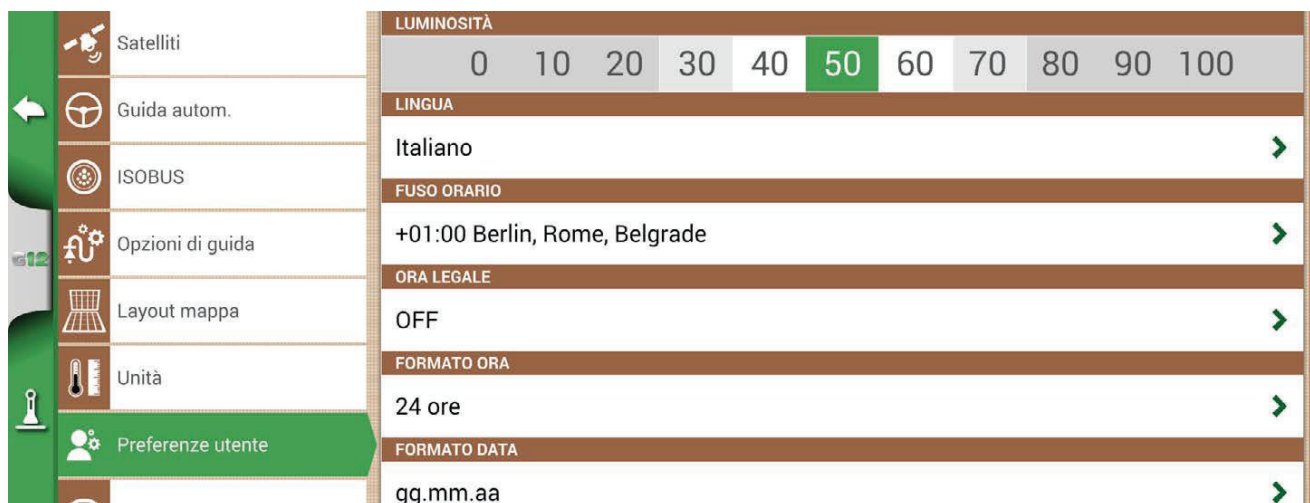 Satelliti
Guida autom.
ISOBUS
Opzioni di guida
G12
Layout mappa
Unità
Preferenze utente
LUMINOSITÀ
0 10 20 30 40 50 60 70 80 90 100
LINGUA
Italiano
FUSO ORARIO
+01:00 Berlin, Rome, Belgrade
ORA LEGALE
OFF
FORMATO ORA
24 ore
FORMATO DATA
gg.mm.aa